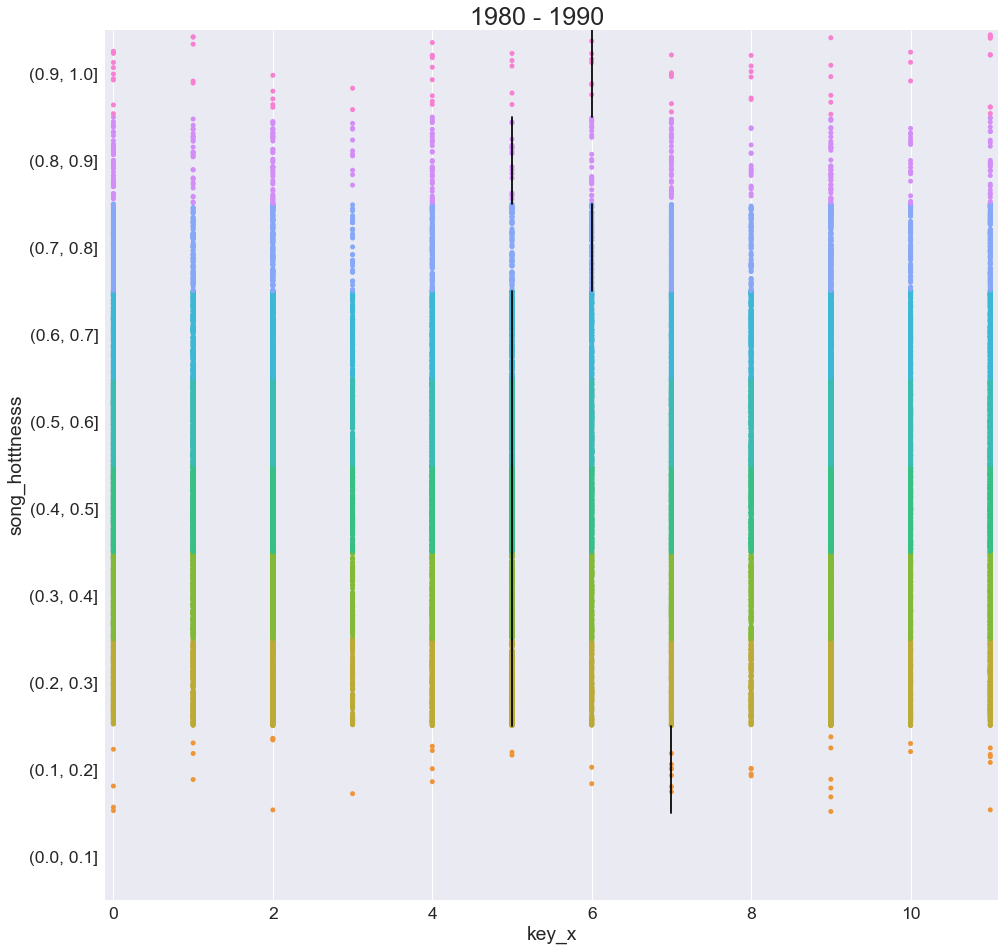 1980 - 1990
(0.9, 1.0]
(0.8, 0.9]
(0.7, 0.8]
(0.6, 0.7]
(0.5, 0.6]
(0.4, 0.5]
(0.3, 0.4]
(0.2, 0.3]
(0.1, 0.2]
(0.0, 0.1]
song_hotttnesss
0 2 4 6 8 10
key_x